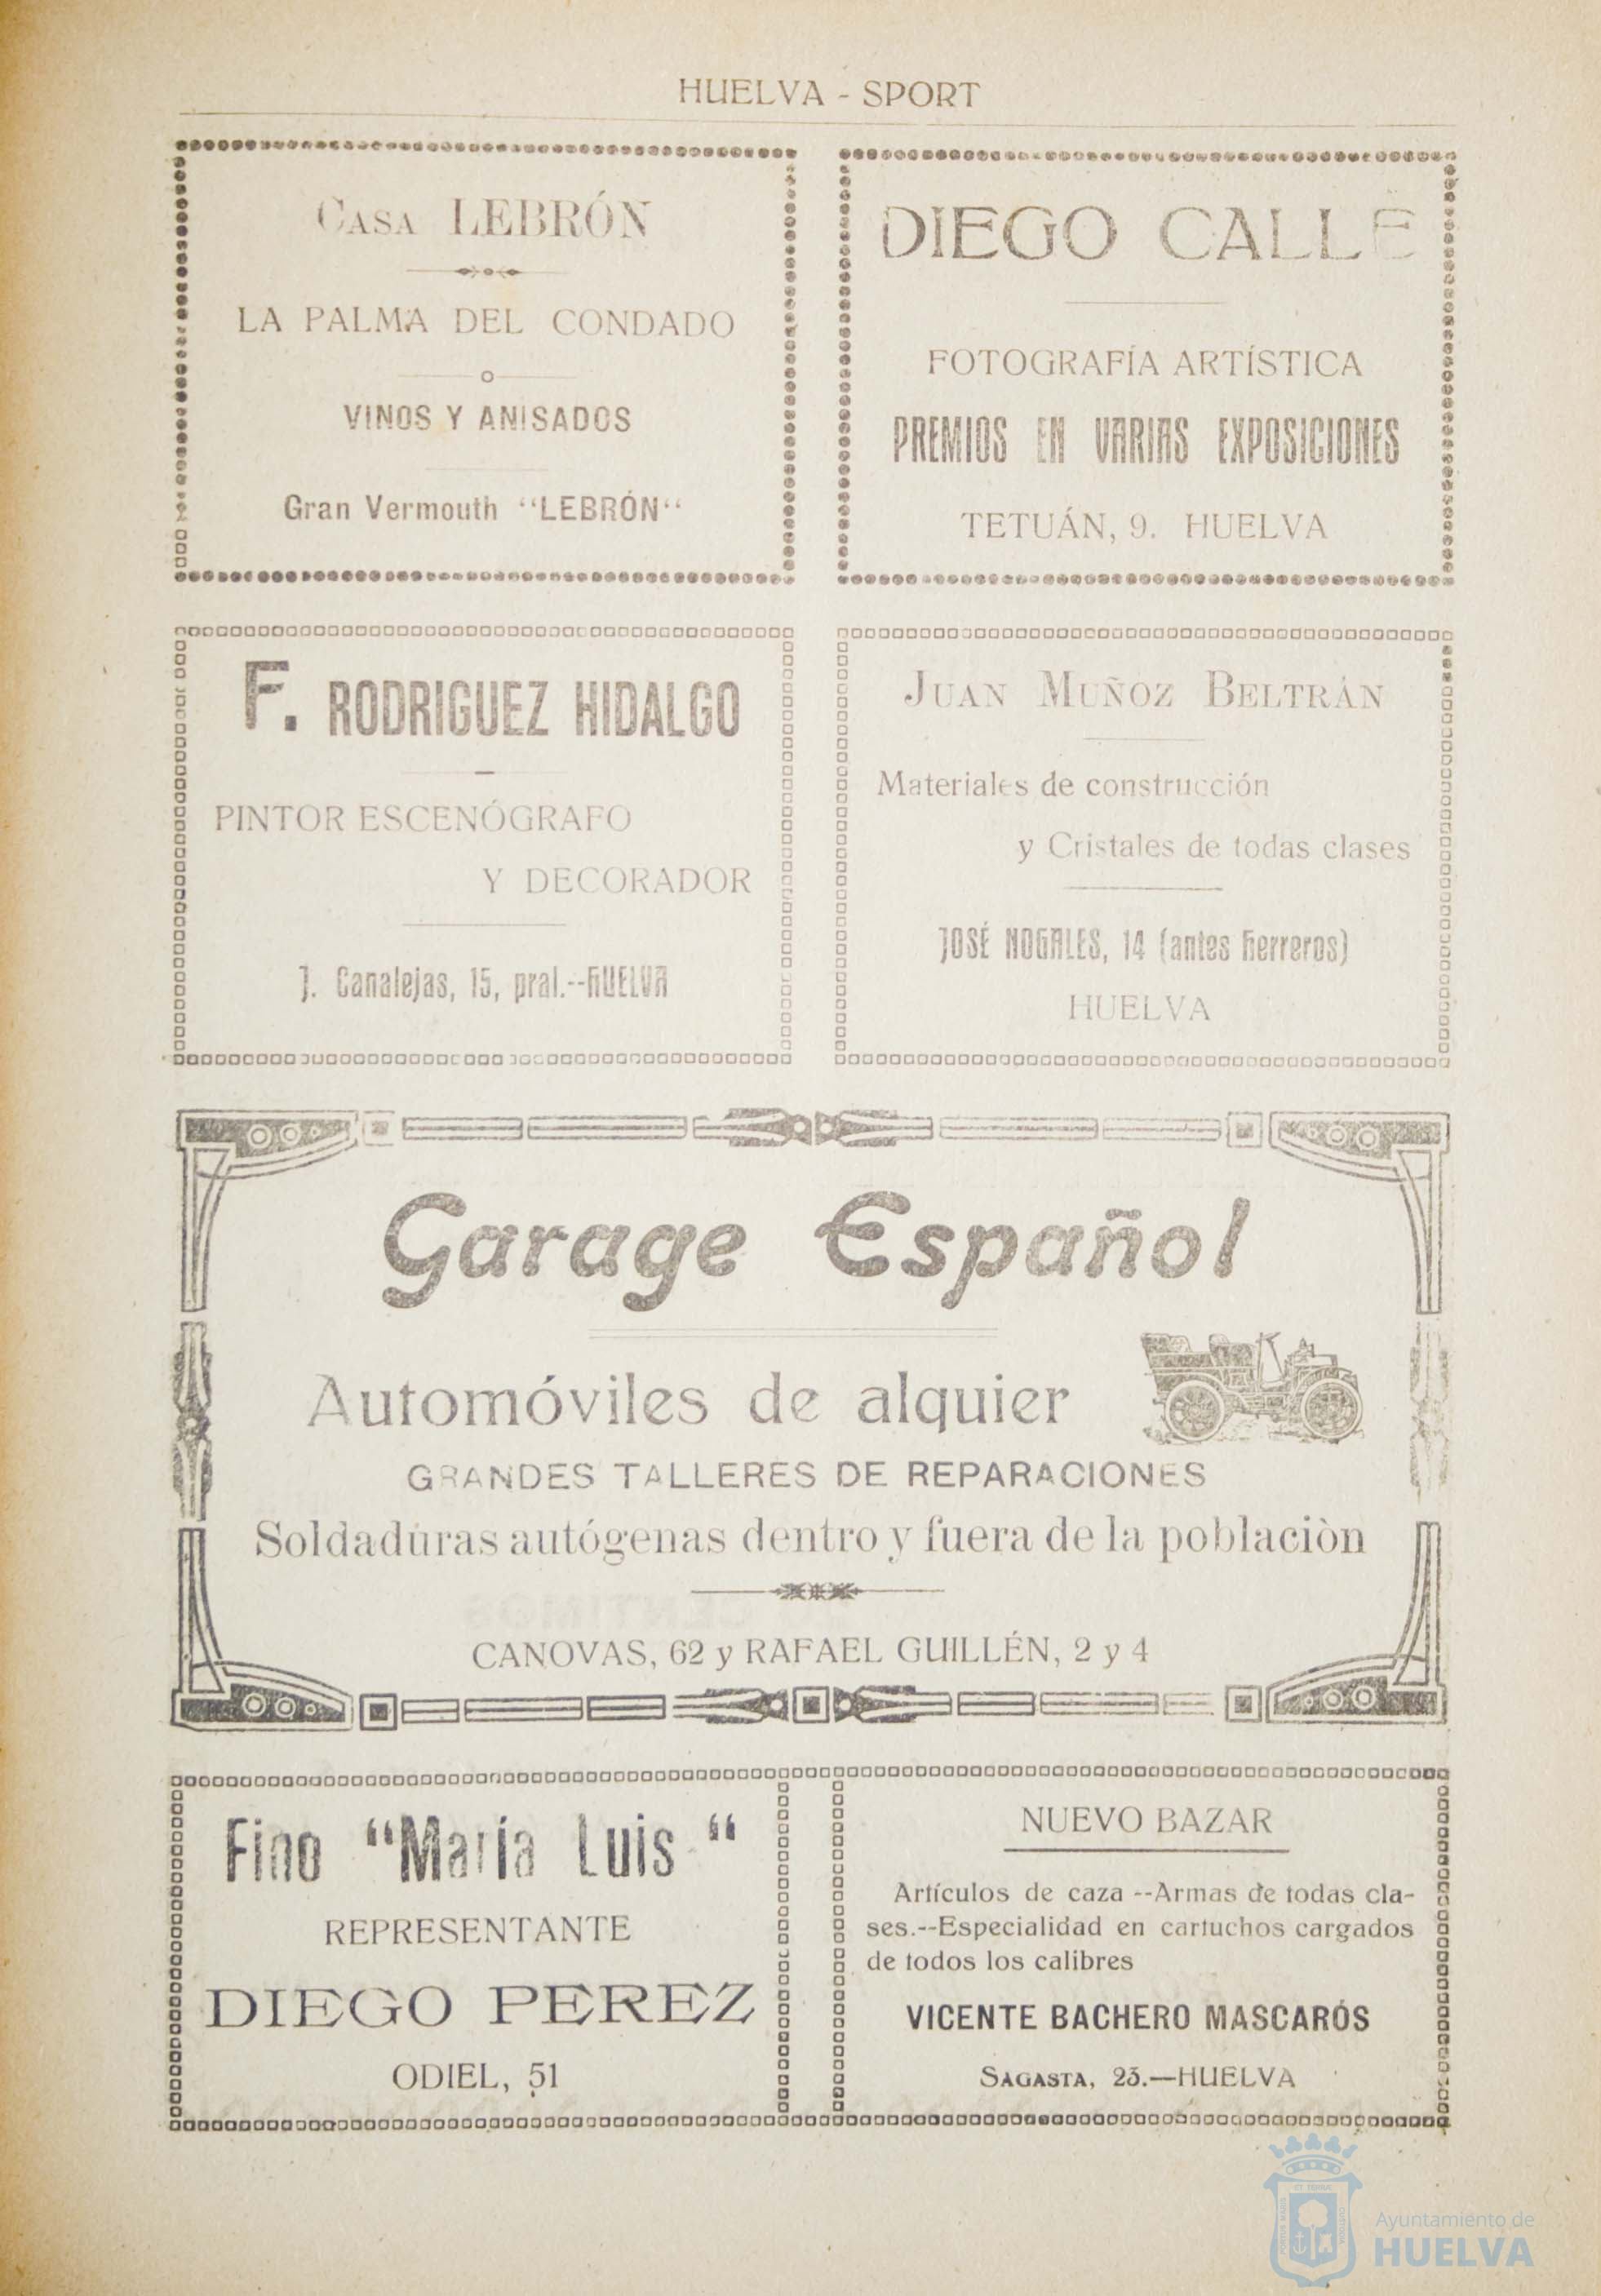 HUELVA - SPORT
CASA LEBRÓN
LA PALMA DEL CONDADO
VINOS Y ANISADOS
Gran Vermouth "LEBRÓN"
DIEGO CALLE
FOTOGRAFÍA ARTÍSTICA
PREMIOS EN VARIAS EXPOSICIONES
TETUÁN, 9. HUELVA
F. RODRIGUEZ HIDALGO
PINTOR ESCENÓGRAFO
Y DECORADOR
J. Canalejas, 15, pral.--HUELVA
JUAN MUÑOZ BELTRÁN
Materiales de construcción
y Cristales de todas clases
JOSÉ NOGALES, 14 (antes herreros)
HUELVA
Garage Español
Automóviles de alquier
GRANDES TALLERES DE REPARACIONES
Soldaduras autógenas dentro y fuera de la poblaciòn
CANOVAS, 62 y RAFAEL GUILLÉN, 2 y 4
Fino "María Luis "
REPRESENTANTE
DIEGO PEREZ
ODIEL, 51
NUEVO BAZAR
Artículos de caza --Armas de todas cla-
ses.--Especialidad en cartuchos cargados
de todos los calibres
VICENTE BACHERO MASCARÓS
SAGASTA, 23.—HUELVA
Ayuntamiento de
HUELVA